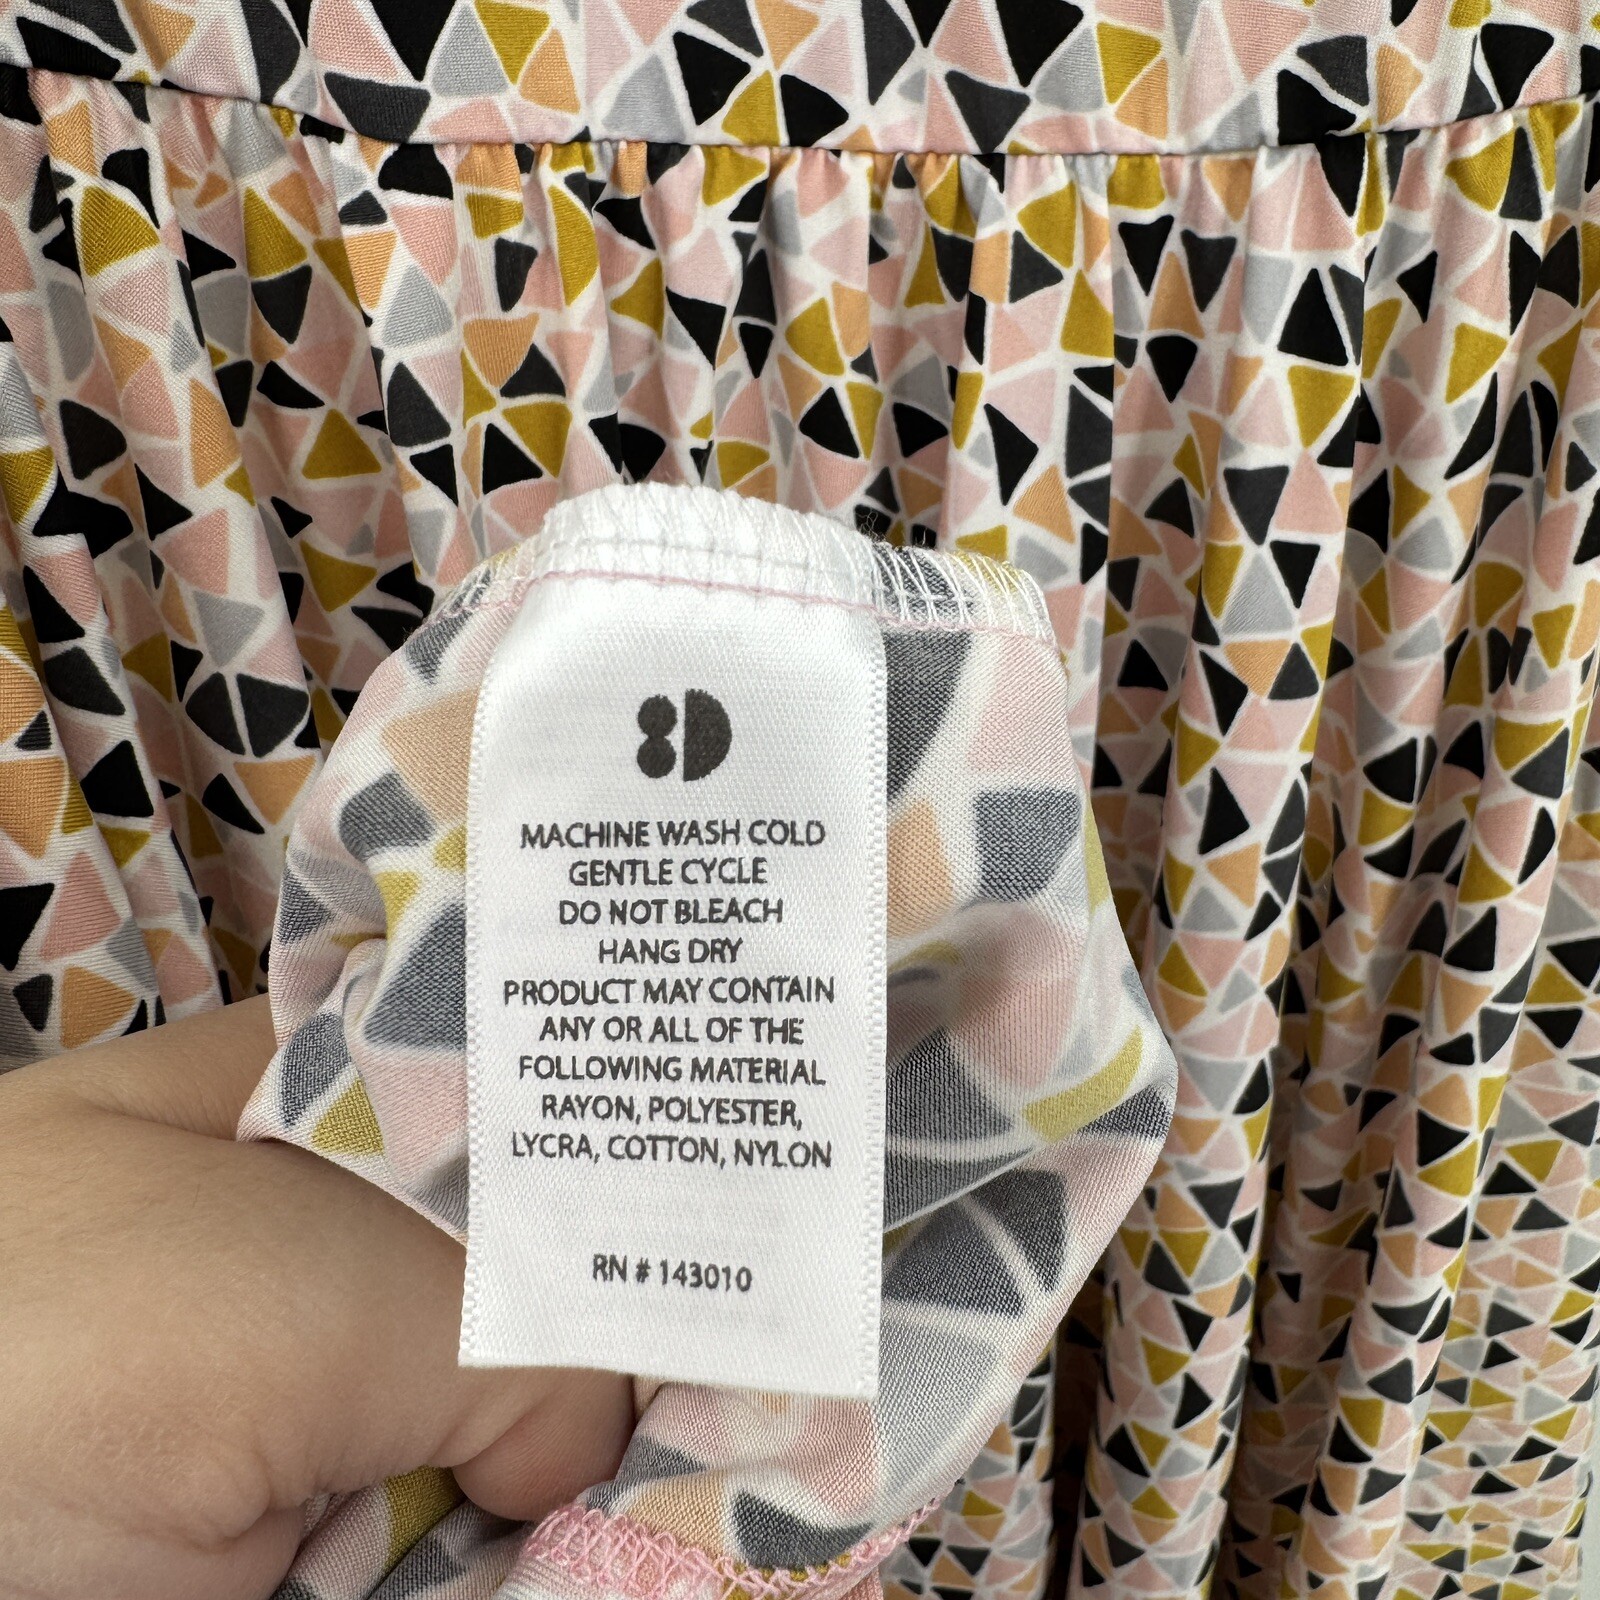 MACHINE WASH COLD
GENTLE CYCLE
DO NOT BLEACH
HANG DRY
PRODUCT MAY CONTAIN
ANY OR ALL OF THE
FOLLOWING MATERIAL
RAYON, POLYESTER,
LYCRA, COTTON, NYLON
RN # 143010